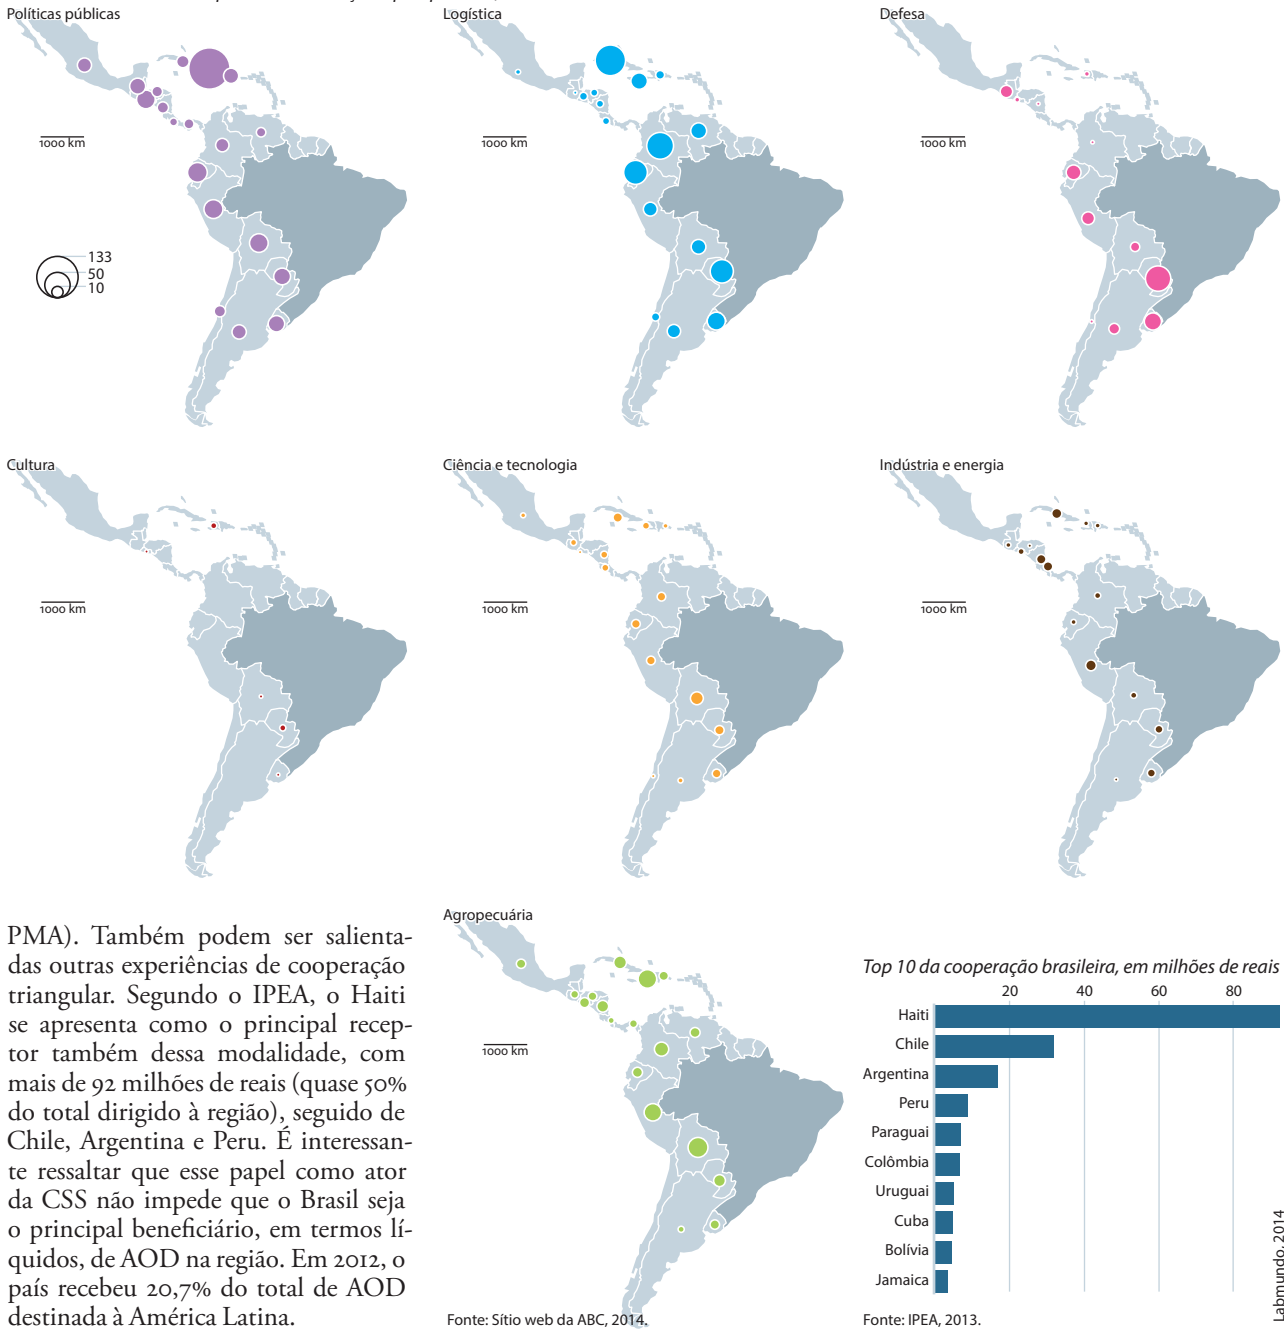 Políticas públicas
Logística
Defesa
1000 km
1000 km
1000 km
133
50
10
Cultura
Ciência e tecnologia
Indústria e energia
1000 km
1000 km
1000 km
PMA). Também podem ser salienta-
das outras experiências de cooperação
triangular. Segundo o IPEA, o Haiti
se apresenta como o principal recep-
tor também dessa modalidade, com
mais de 92 milhões de reais (quase 50%
do total dirigido à região), seguido de
Chile, Argentina e Peru. É interessan-
te ressaltar que esse papel como ator
da CSS não impede que o Brasil seja
o principal beneficiário, em termos lí-
quidos, de AOD na região. Em 2012, o
país recebeu 20,7% do total de AOD
destinada à América Latina.
Agropecuária
1000 km
Fonte: Sítio web da ABC, 2014.
Top 10 da cooperação brasileira, em milhões de reais
20 40 60 80
Haiti
Chile
Argentina
Peru
Paraguai
Colômbia
Uruguai
Cuba
Bolívia
Jamaica
Fonte: IPEA, 2013.
Labmundo, 2014